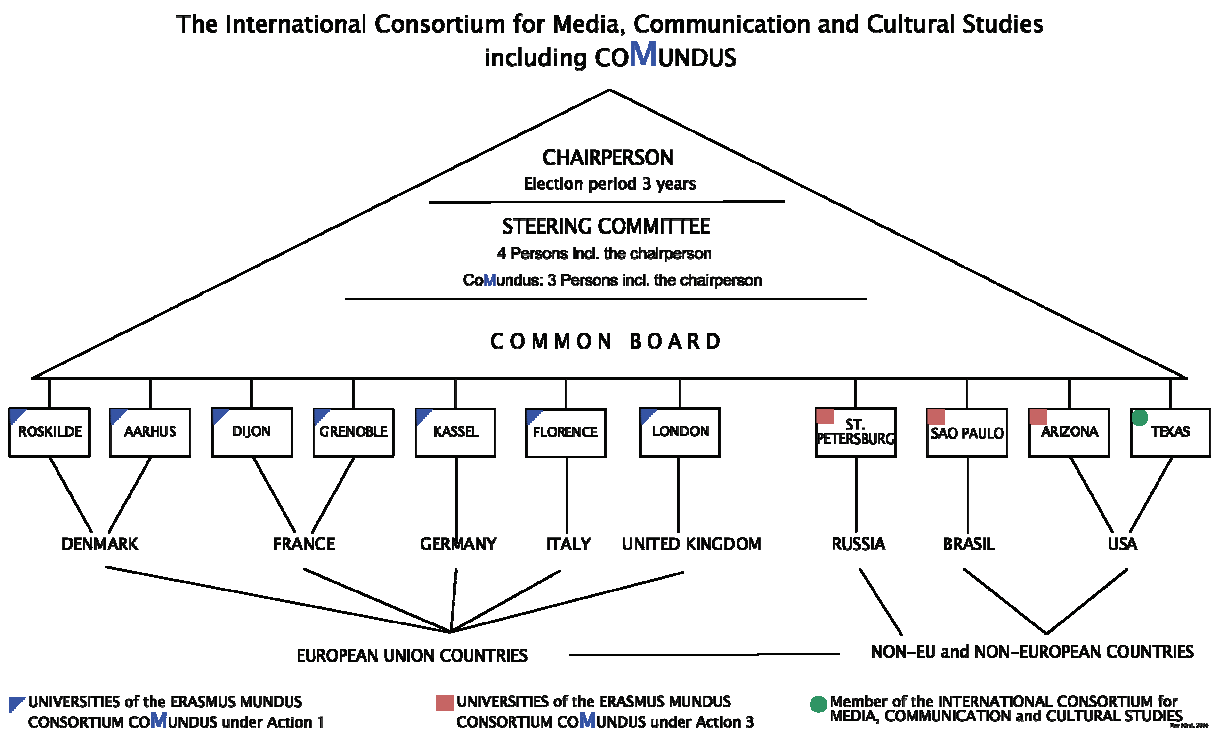 The International Consortium for Media, Communication and Cultural Studies
including COMUNDUS
CHAIRPERSON
Election period 3 years
STEERING COMMITTEE
4 Persons Incl. the chairperson
CoMundus: 3 Persons incl. the chairperson
COMMON BOARD
ROSKILDE
AARHUS
DIJON
GRENOBLE
KASSEL
FLORENCE
LONDON
ST.
PETERSBURG
SAO PAULO
ARIZONA
TEXAS
DENMARK
FRANCE
GERMANY
ITALY
UNITED KINGDOM
RUSSIA
BRASIL
USA
EUROPEAN UNION COUNTRIES
NON-EU and NON-EUROPEAN COUNTRIES
UNIVERSITIES of the ERASMUS MUNDUS
CONSORTIUM COMUNDUS under Action 1
UNIVERSITIES of the ERASMUS MUNDUS
CONSORTIUM COMUNDUS under Action 3
Member of the INTERNATIONAL CONSORTIUM for
MEDIA, COMMUNICATION and CULTURAL STUDIES